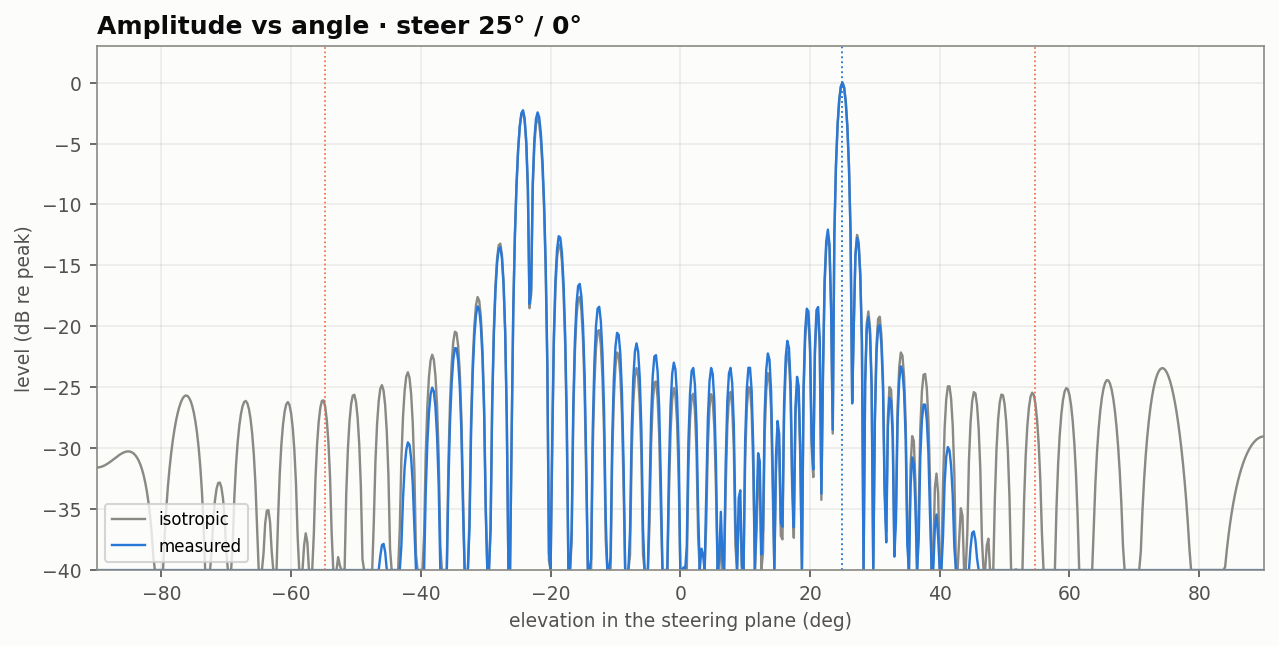 Amplitude vs angle · steer 25° / 0°
0
−5
−10
−15
−20
−25
−30
−35
−40
level (dB re peak)
isotropic
measured
−80 −60 −40 −20 0 20 40 60 80
elevation in the steering plane (deg)